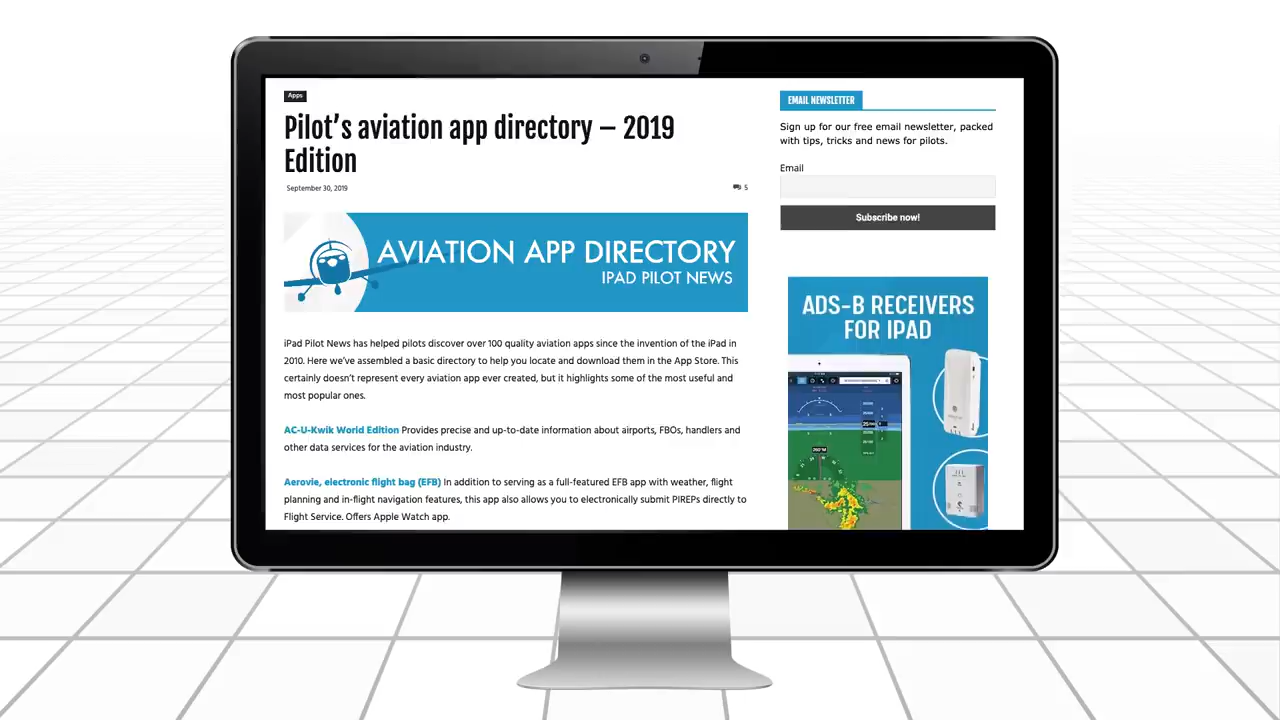 Apps
Pilot’s aviation app directory – 2019
Edition
September 30, 2019
5
AVIATION APP DIRECTORY
IPAD PILOT NEWS
iPad Pilot News has helped pilots discover over 100 quality aviation apps since the invention of the iPad in
2010. Here we’ve assembled a basic directory to help you locate and download them in the App Store. This
certainly doesn’t represent every aviation app ever created, but it highlights some of the most useful and
most popular ones.
AC-U-Kwik World Edition Provides precise and up-to-date information about airports, FBOs, handlers and
other data services for the aviation industry.
Aerovie, electronic flight bag (EFB) In addition to serving as a full-featured EFB app with weather, flight
planning and in-flight navigation features, this app also allows you to electronically submit PIREPs directly to
Flight Service. Offers Apple Watch app.
EMAIL NEWSLETTER
Sign up for our free email newsletter, packed
with tips, tricks and news for pilots.
Email
Subscribe now!
ADS-B RECEIVERS
FOR IPAD